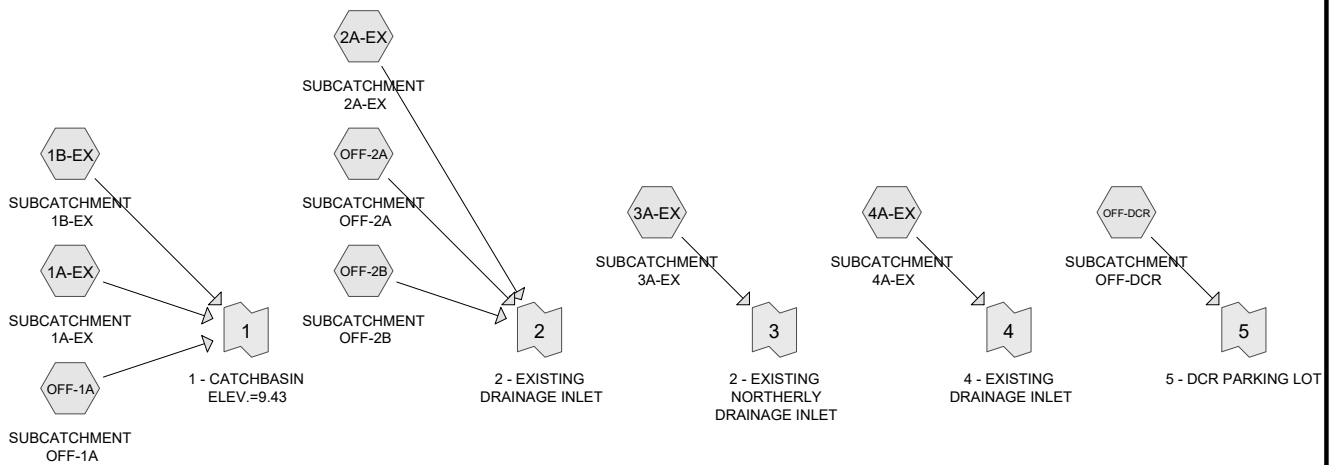 2A-EX
SUBCATCHMENT
2A-EX
1B-EX
SUBCATCHMENT
1B-EX
OFF-2A
SUBCATCHMENT
OFF-2A
1A-EX
SUBCATCHMENT
1A-EX
OFF-2B
SUBCATCHMENT
OFF-2B
OFF-1A
SUBCATCHMENT
OFF-1A
1
1 - CATCHBASIN
ELEV.=9.43
2
2 - EXISTING
DRAINAGE INLET
3A-EX
SUBCATCHMENT
3A-EX
3
2 - EXISTING
NORTHERLY
DRAINAGE INLET
4A-EX
SUBCATCHMENT
4A-EX
4
4 - EXISTING
DRAINAGE INLET
OFF-DCR
SUBCATCHMENT
OFF-DCR
5
5 - DCR PARKING LOT